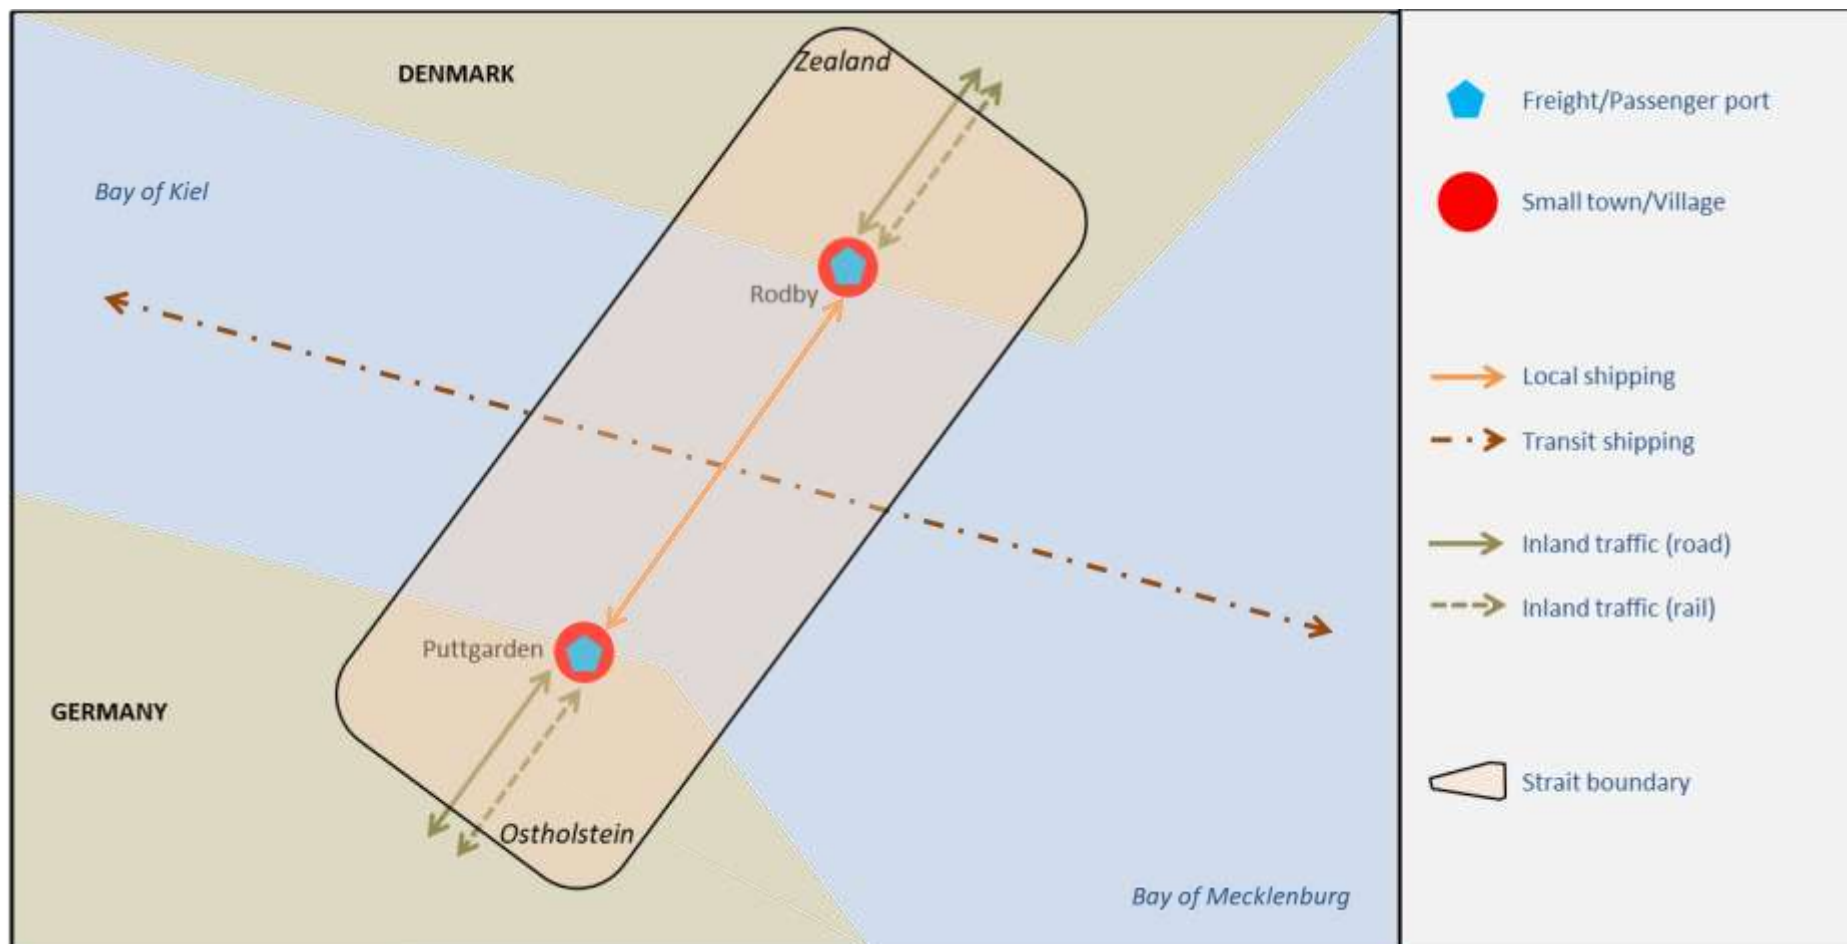 Zealand
DENMARK
Bay of Kiel
Rodby
Puttgarden
GERMANY
Ostholstein
Bay of Mecklenburg
Freight/Passenger port
Small town/Village
Local shipping
Transit shipping
Inland traffic (road)
Inland traffic (rail)
Strait boundary